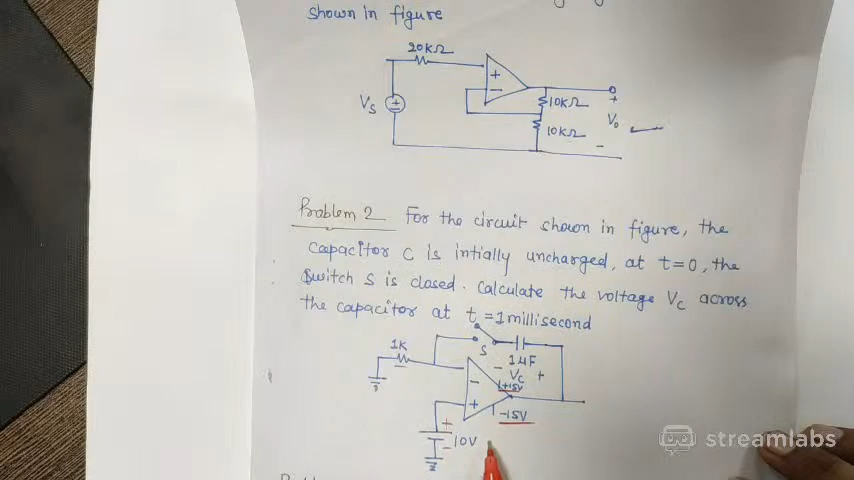 shown in figure
20KΩ
+
-
Vs
+
-
10KΩ
10KΩ
+
Vo
-
Problem 2 For the circuit shown in figure, the
capacitor C is intially uncharged, at t=0, the
switch S is closed. Calculate the voltage Vc across
the capacitor at t =1 millisecond
1K
S
1μF
- Vc +
+15V
-
+
-15V
+
-
10V
streamlabs